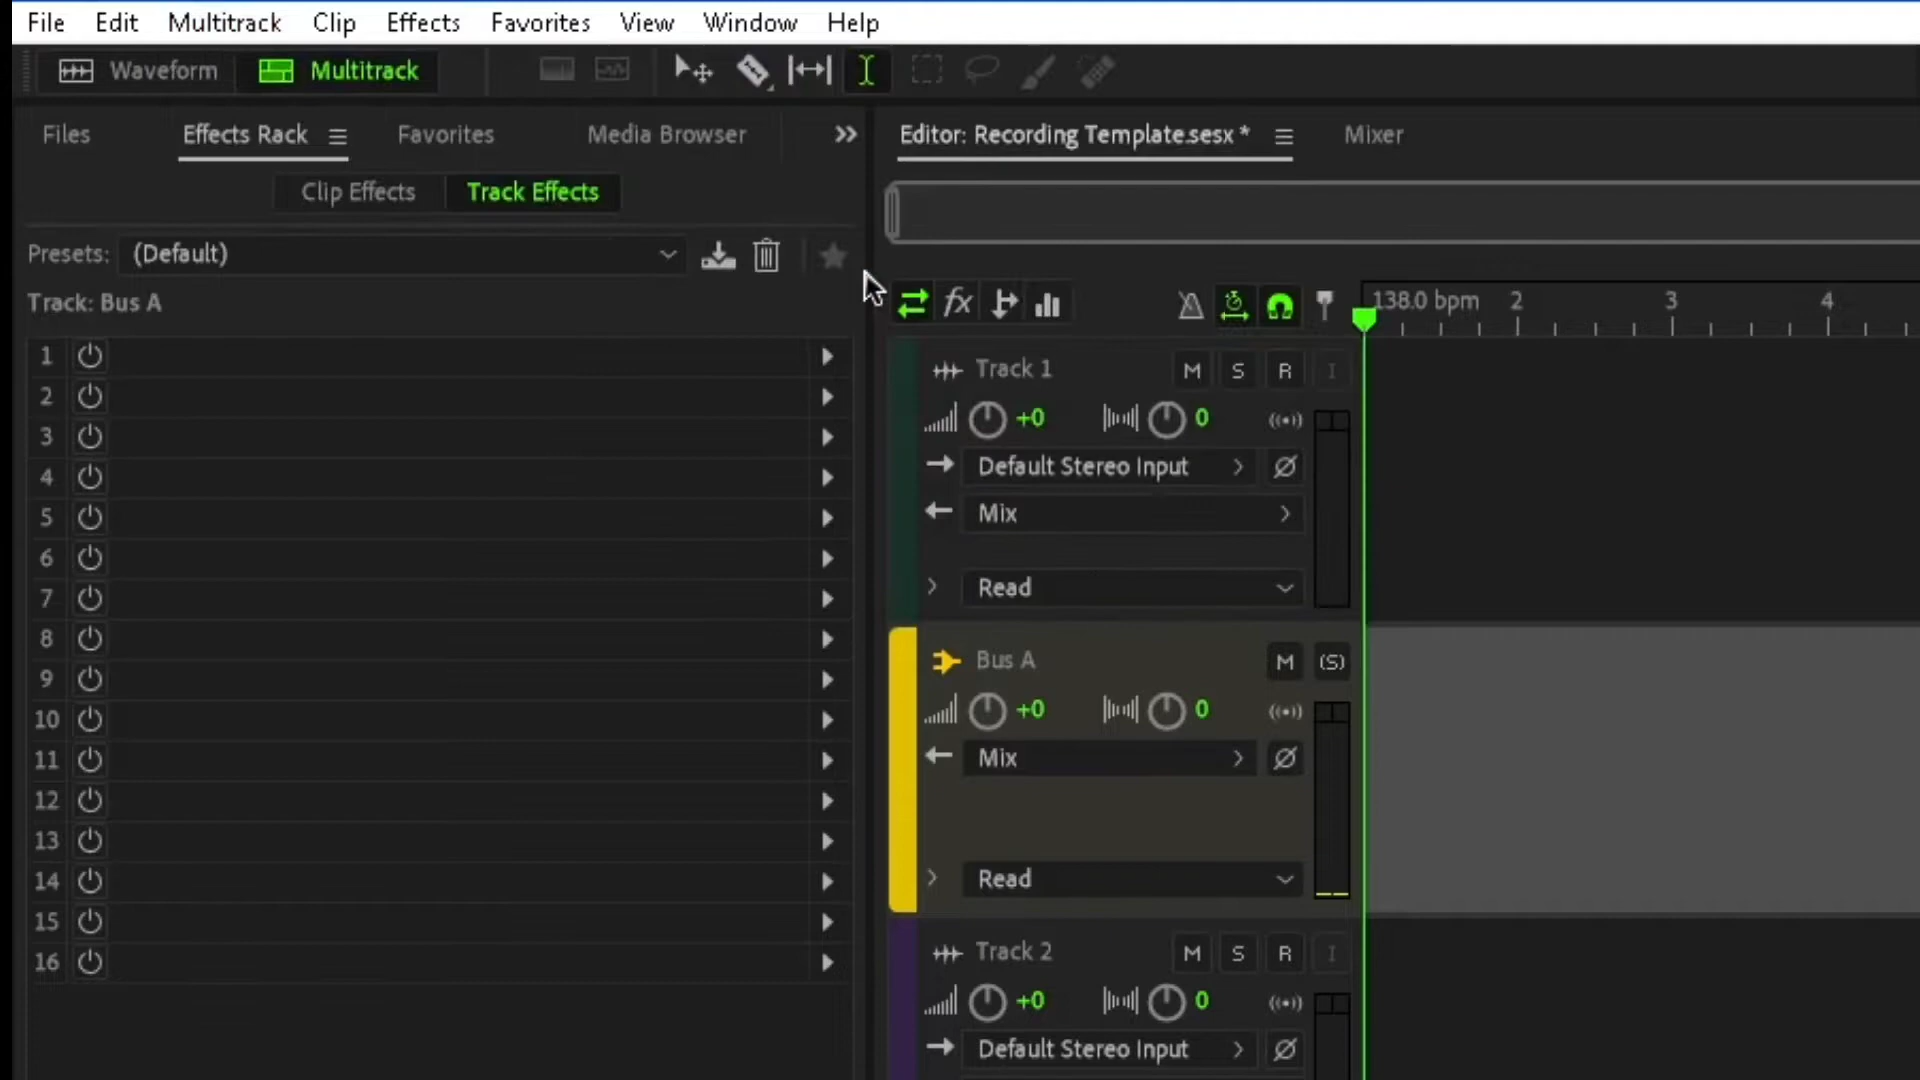 File Edit Multitrack Clip Effects Favorites View Window Help
Waveform Multitrack
Files Effects Rack Favorites Media Browser
Clip Effects Track Effects
Presets: (Default)
Track: Bus A
1
2
3
4
5
6
7
8
9
10
11
12
13
14
15
16
Editor: Recording Template.sesx * Mixer
fx
138.0 bpm 2 3 4
Track 1 M S R I
+0 0
Default Stereo Input
Mix
Read
Bus A M (S)
+0 0
Mix
Read
Track 2 M S R I
+0 0
Default Stereo Input